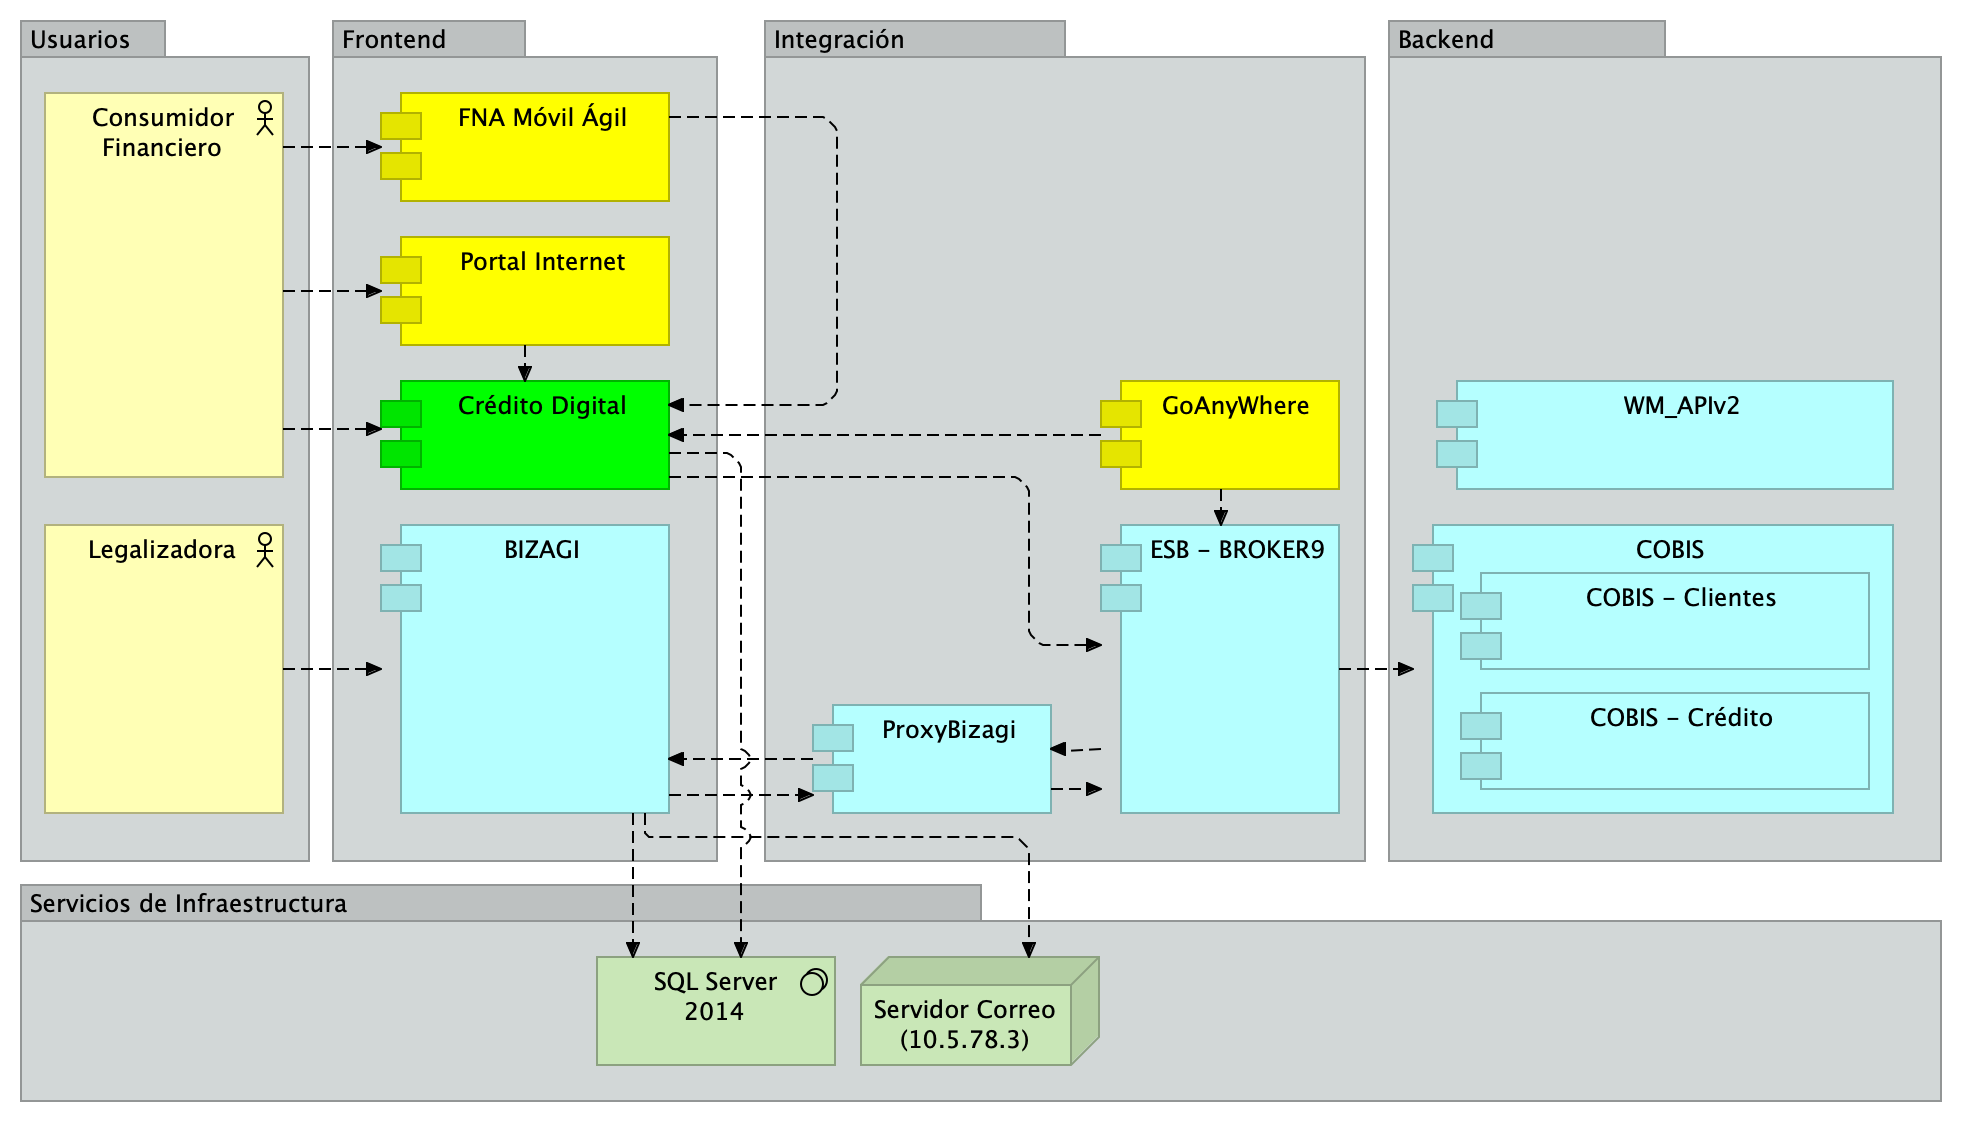 Usuarios
Frontend
Integración
Backend
Consumidor
Financiero
FNA Móvil Ágil
Portal Internet
Crédito Digital
GoAnyWhere
WM_APIv2
Legalizadora
BIZAGI
ESB - BROKER9
COBIS
COBIS - Clientes
COBIS - Crédito
ProxyBizagi
Servicios de Infraestructura
SQL Server
2014
Servidor Correo
(10.5.78.3)